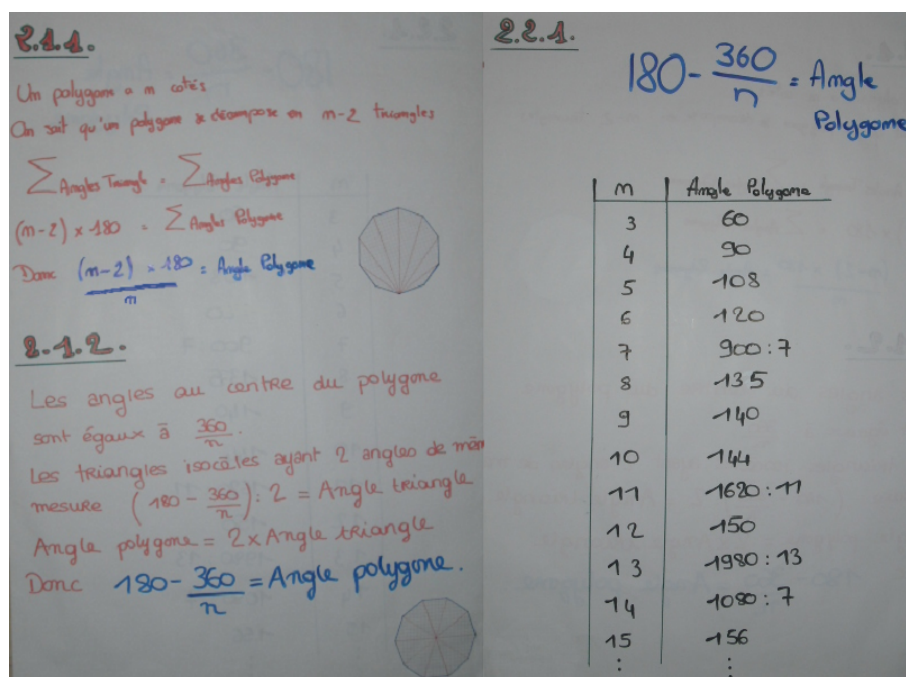 2.1.1.
Un polygone a n cotés
On sait qu'un polygone se décompose en n-2 triangles
∑ Angles Triangle = ∑ Angles Polygone
(n-2) × 180 = ∑ Angles Polygone
Donc (n-2) × 180 / n = Angle Polygone
2.1.2.
Les angles au centre du polygone
sont égaux à 360/n.
Les triangles isocèles ayant 2 angles de mêm
mesure (180 - 360/n) : 2 = Angle triangle
Angle polygone = 2 x Angle triangle
Donc 180 - 360/n = Angle polygone.
2.2.1.
180 - 360/n = Angle
Polygone
n | Angle Polygone
3 60
4 90
5 108
6 120
7 900 : 7
8 135
9 140
10 144
11 1620 : 11
12 150
13 1980 : 13
14 1080 : 7
15 156
⋮ ⋮